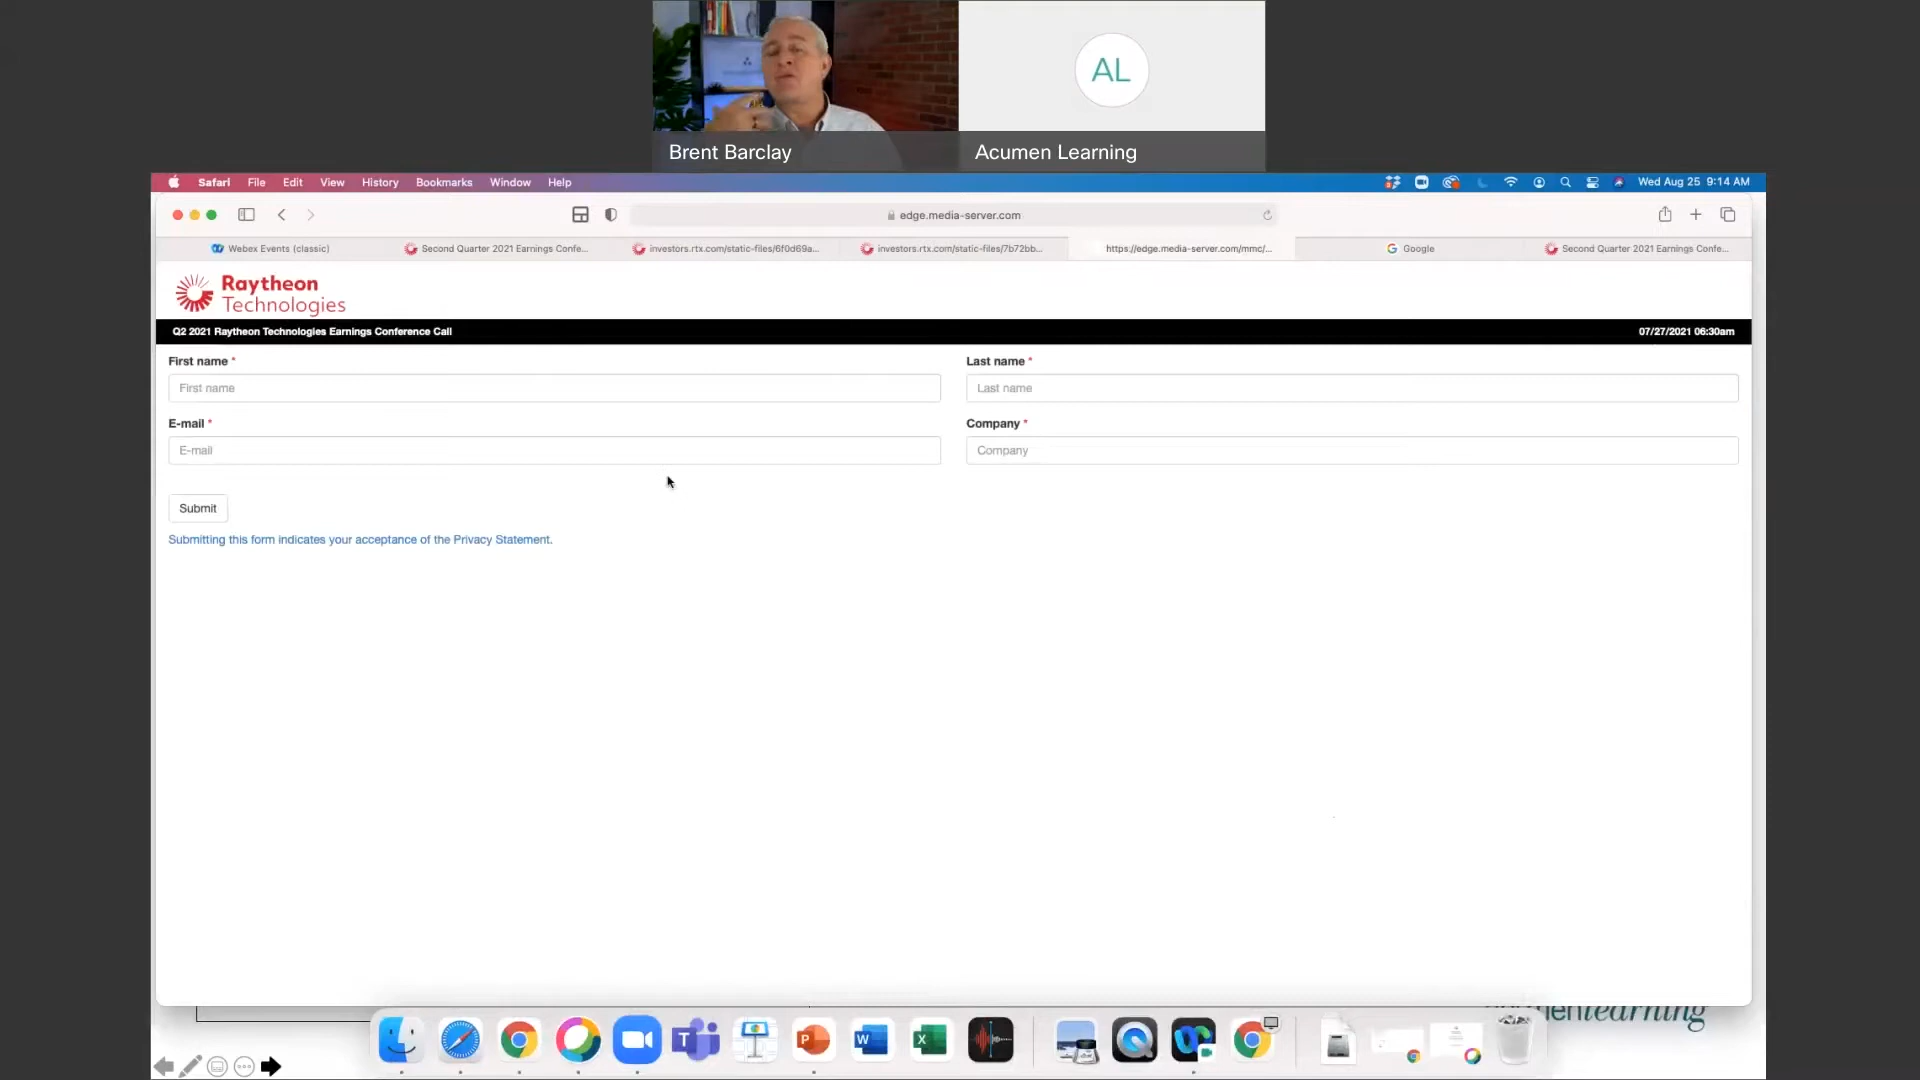 AL
Brent Barclay
Acumen Learning
Safari File Edit View History Bookmarks Window Help
Wed Aug 25 9:14 AM
edge.media-server.com
Webex Events (classic)
Second Quarter 2021 Earnings Confe...
investors.rtx.com/static-files/6f0d69a...
investors.rtx.com/static-files/7b72bb...
https://edge.media-server.com/mmc/...
Google
Second Quarter 2021 Earnings Confe...
Raytheon
Technologies
Q2 2021 Raytheon Technologies Earnings Conference Call
07/27/2021 06:30am
First name *
Last name *
First name
Last name
E-mail *
Company *
E-mail
Company
Submit
Submitting this form indicates your acceptance of the Privacy Statement.
learning
T
P
W
X